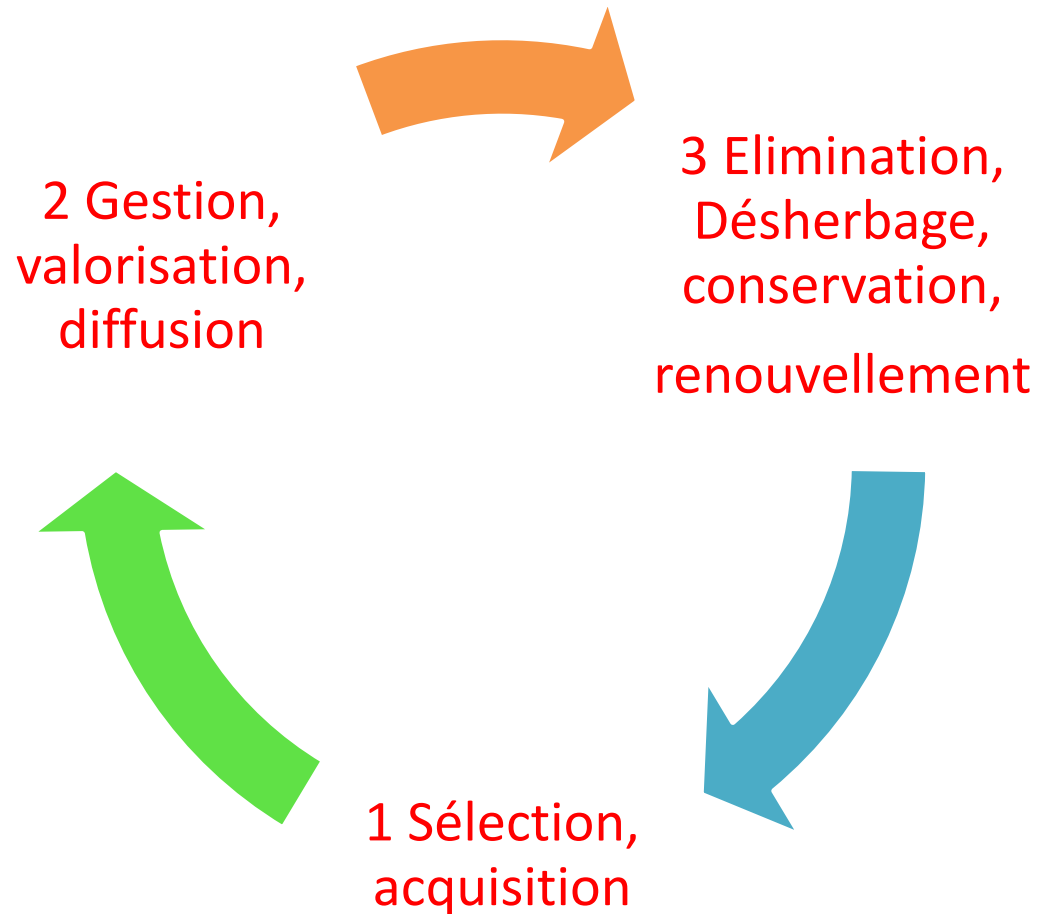 2 Gestion,
valorisation,
diffusion
3 Elimination,
Désherbage,
conservation,
renouvellement
1 Sélection,
acquisition